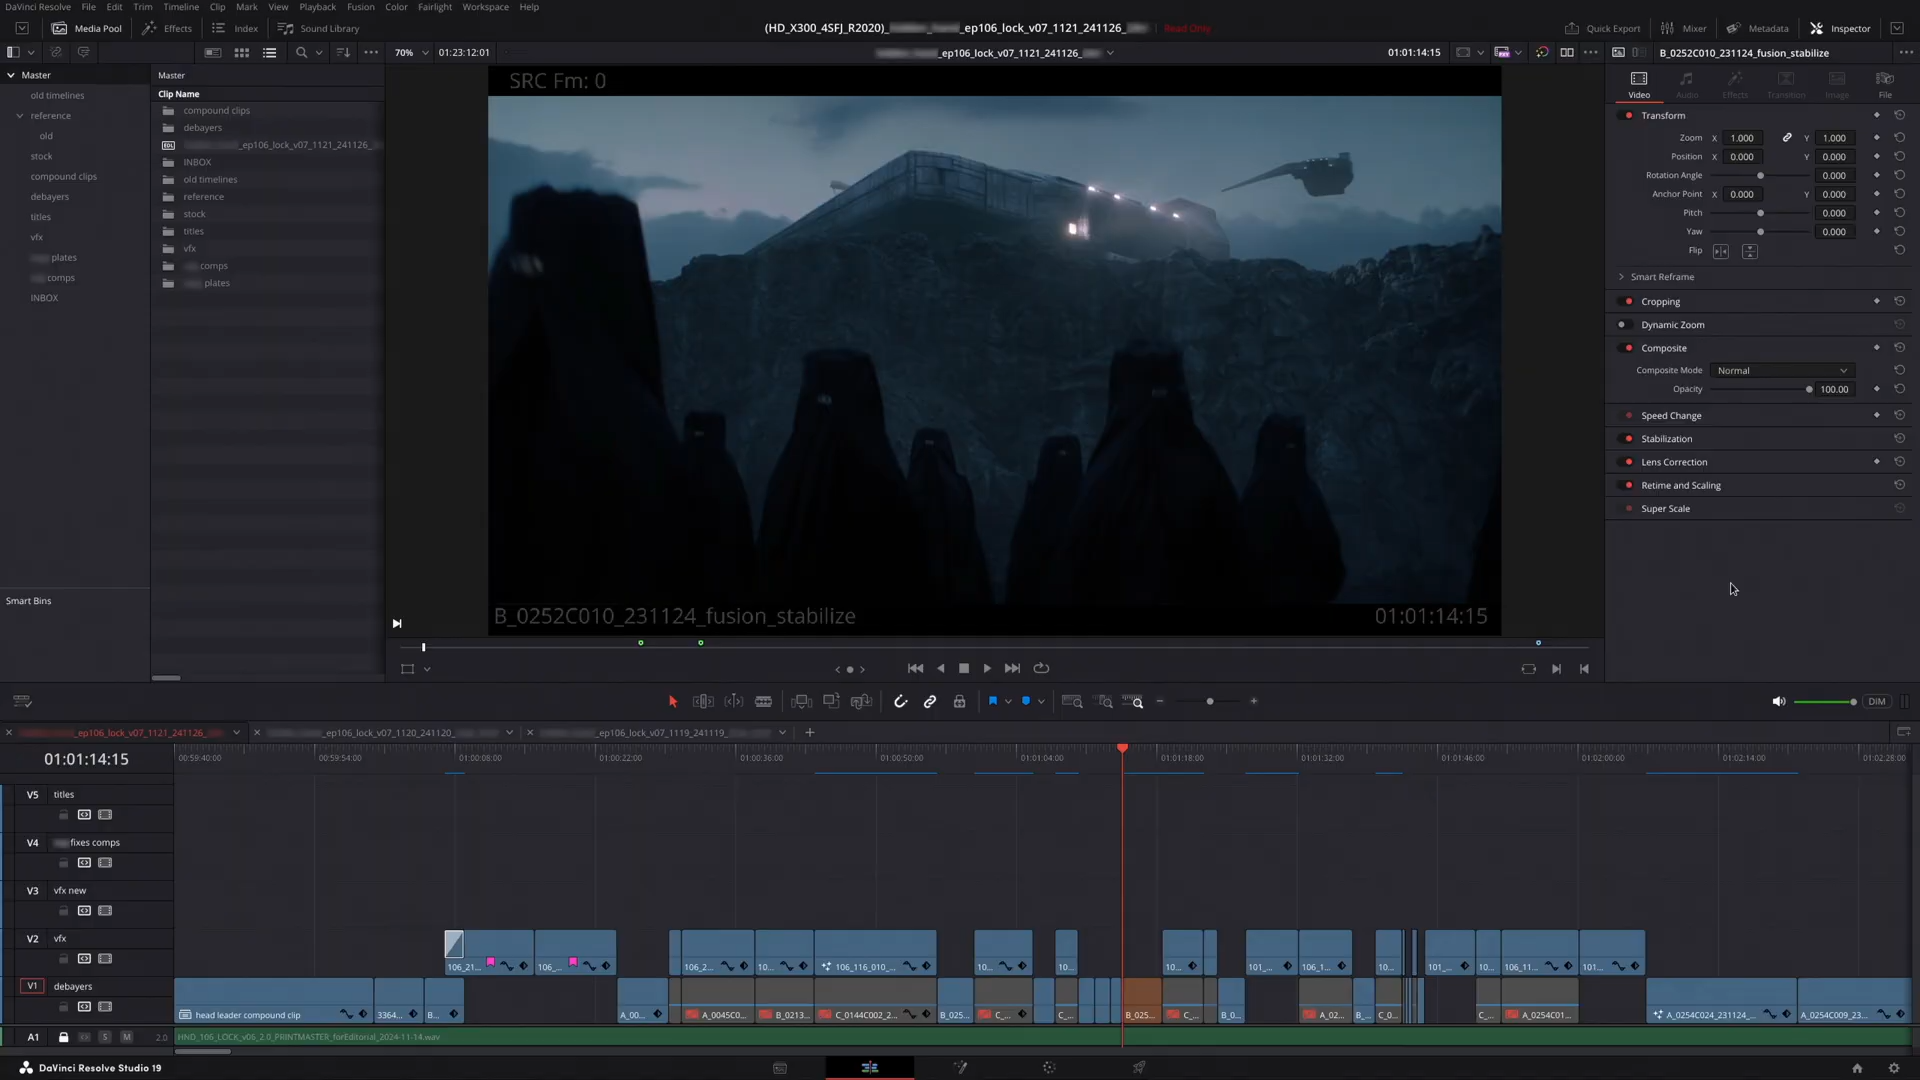 DaVinci Resolve File Edit Trim Timeline Clip Mark View Playback Fusion Color Fairlight Workspace Help
Media Pool Effects Index Sound Library
(HD_X300_4SFJ_R2020)_ _ep106_lock_v07_1121_241126_ Read Only
Quick Export Mixer Metadata Inspector
70% 01:23:12:01 _ep106_lock_v07_1121_241126_ 01:01:14:15
B_0252C010_231124_fusion_stabilize
Master
old timelines
reference
old
stock
compound clips
debayers
titles
vfx
plates
comps
INBOX
Smart Bins
Master
Clip Name
compound clips
debayers
_ep106_lock_v07_1121_241126_
INBOX
old timelines
reference
stock
titles
vfx
comps
plates
SRC Fm: 0
B_0252C010_231124_fusion_stabilize 01:01:14:15
Video Audio Effects Transition Image File
Transform
Zoom X 1.000 Y 1.000
Position X 0.000 Y 0.000
Rotation Angle 0.000
Anchor Point X 0.000 Y 0.000
Pitch 0.000
Yaw 0.000
Flip
Smart Reframe
Cropping
Dynamic Zoom
Composite
Composite Mode Normal
Opacity 100.00
Speed Change
Stabilization
Lens Correction
Retime and Scaling
Super Scale
DIM
_ep106_lock_v07_1121_241126_ _ep106_lock_v07_1120_241120_ _ep106_lock_v07_1119_241119_
01:01:14:15
00:59:40:00 00:59:54:00 01:00:08:00 01:00:22:00 01:00:36:00 01:00:50:00 01:01:04:00 01:01:18:00 01:01:32:00 01:01:46:00 01:02:00:00 01:02:14:00 01:02:28:00
V5 titles
V4 fixes comps
V3 vfx new
V2 vfx
106_21... 106_... 106_2... 10... 106_116_010_... 10... 10... 10... 101_... 106_1... 10... 101_... 10... 106_11... 101...
V1 debayers
head leader compound clip 3364... B... A_00... A_0045C0... B_0213... C_0144C002_2... B_025... C_... C_... B_025... C_... B_0... A_02... B_... C_0... C_... A_0254C01... A_0254C024_231124_... A_0254C009_23...
A1 S M 2.0 HND_106_LOCK_v06_2.0_PRINTMASTER_forEditorial_2024-11-14.wav
DaVinci Resolve Studio 19